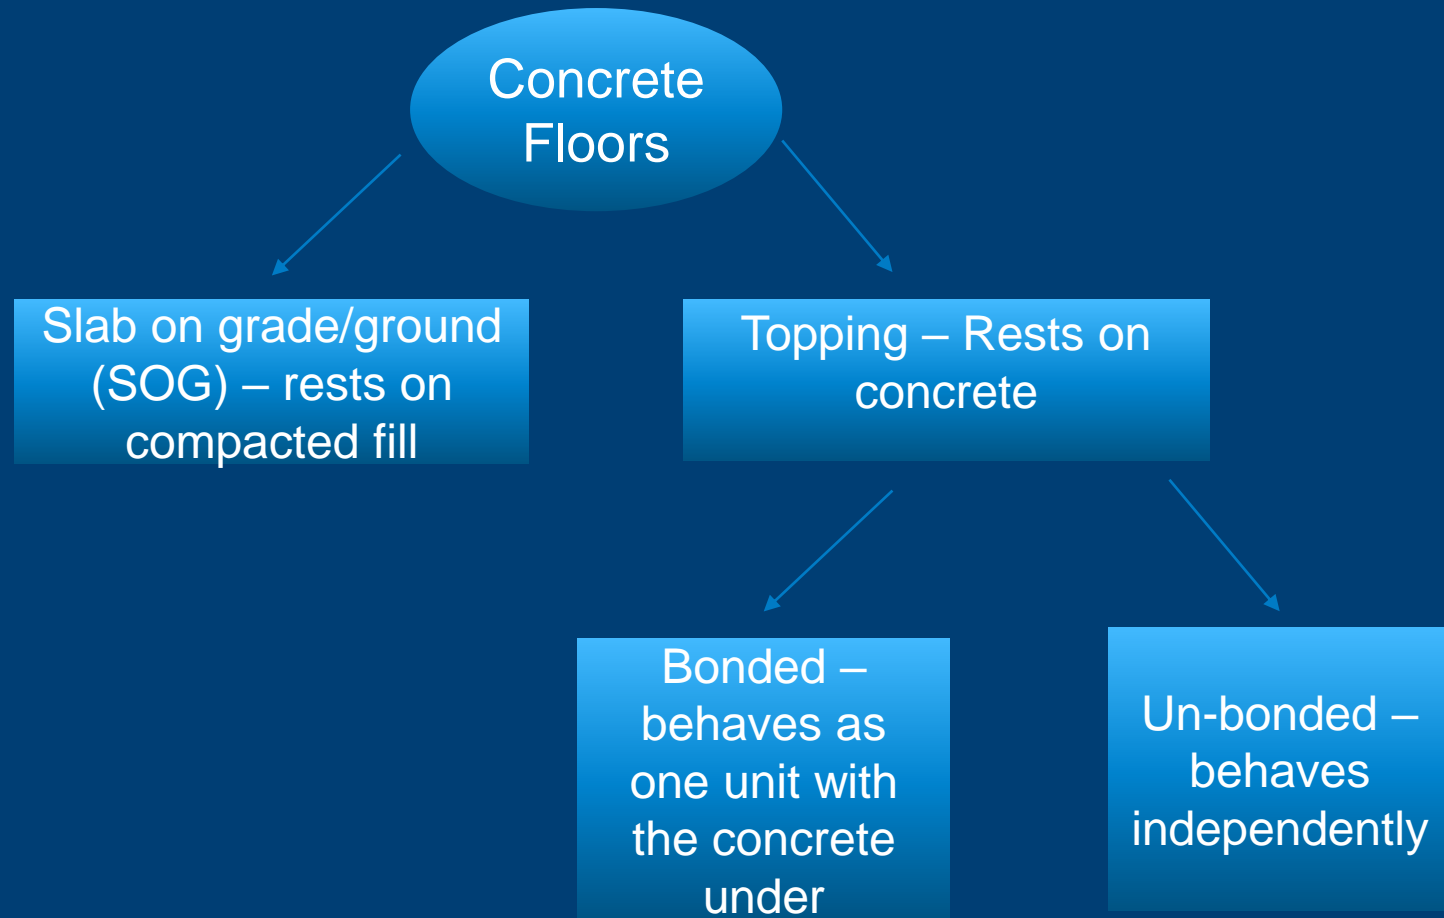 Concrete
Floors
Slab on grade/ground
(SOG) – rests on
compacted fill
Topping – Rests on
concrete
Bonded –
behaves as
one unit with
the concrete
under
Un-bonded –
behaves
independently